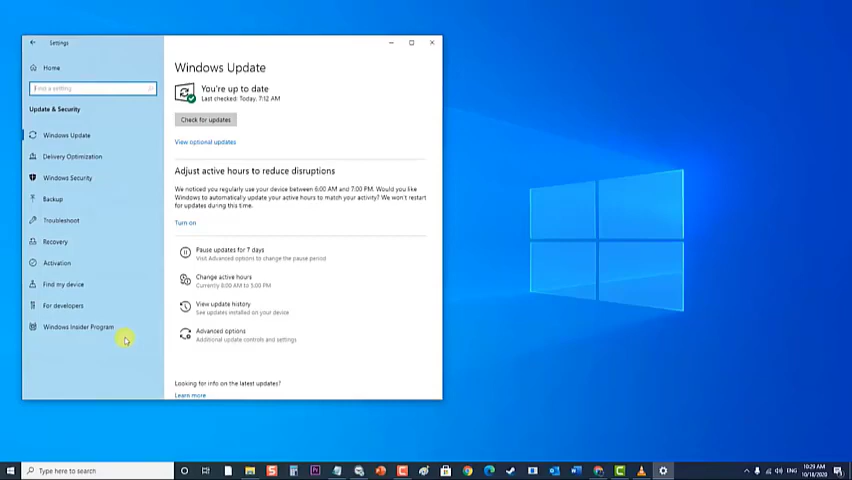 Settings
Home
Find a setting
Update & Security
Windows Update
Delivery Optimization
Windows Security
Backup
Troubleshoot
Recovery
Activation
Find my device
For developers
Windows Insider Program
Windows Update
You're up to date
Last checked: Today, 7:12 AM
Check for updates
View optional updates
Adjust active hours to reduce disruptions
We noticed you regularly use your device between 6:00 AM and 7:00 PM. Would you like
Windows to automatically update your active hours to match your activity? We won't restart
for updates during this time.
Turn on
Pause updates for 7 days
Visit Advanced options to change the pause period
Change active hours
Currently 8:00 AM to 5:00 PM
View update history
See updates installed on your device
Advanced options
Additional update controls and settings
Looking for info on the latest updates?
Learn more
Type here to search
10:29 AM
10/18/2020